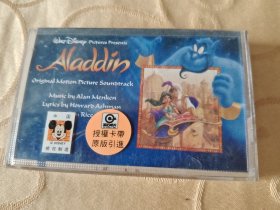 Walt Disney Pictures Presents
Aladdin
Original Motion Picture Soundtrack
Music by Alan Menken
Lyrics by Howard Ashman
Rice
授權卡帶
原版引進